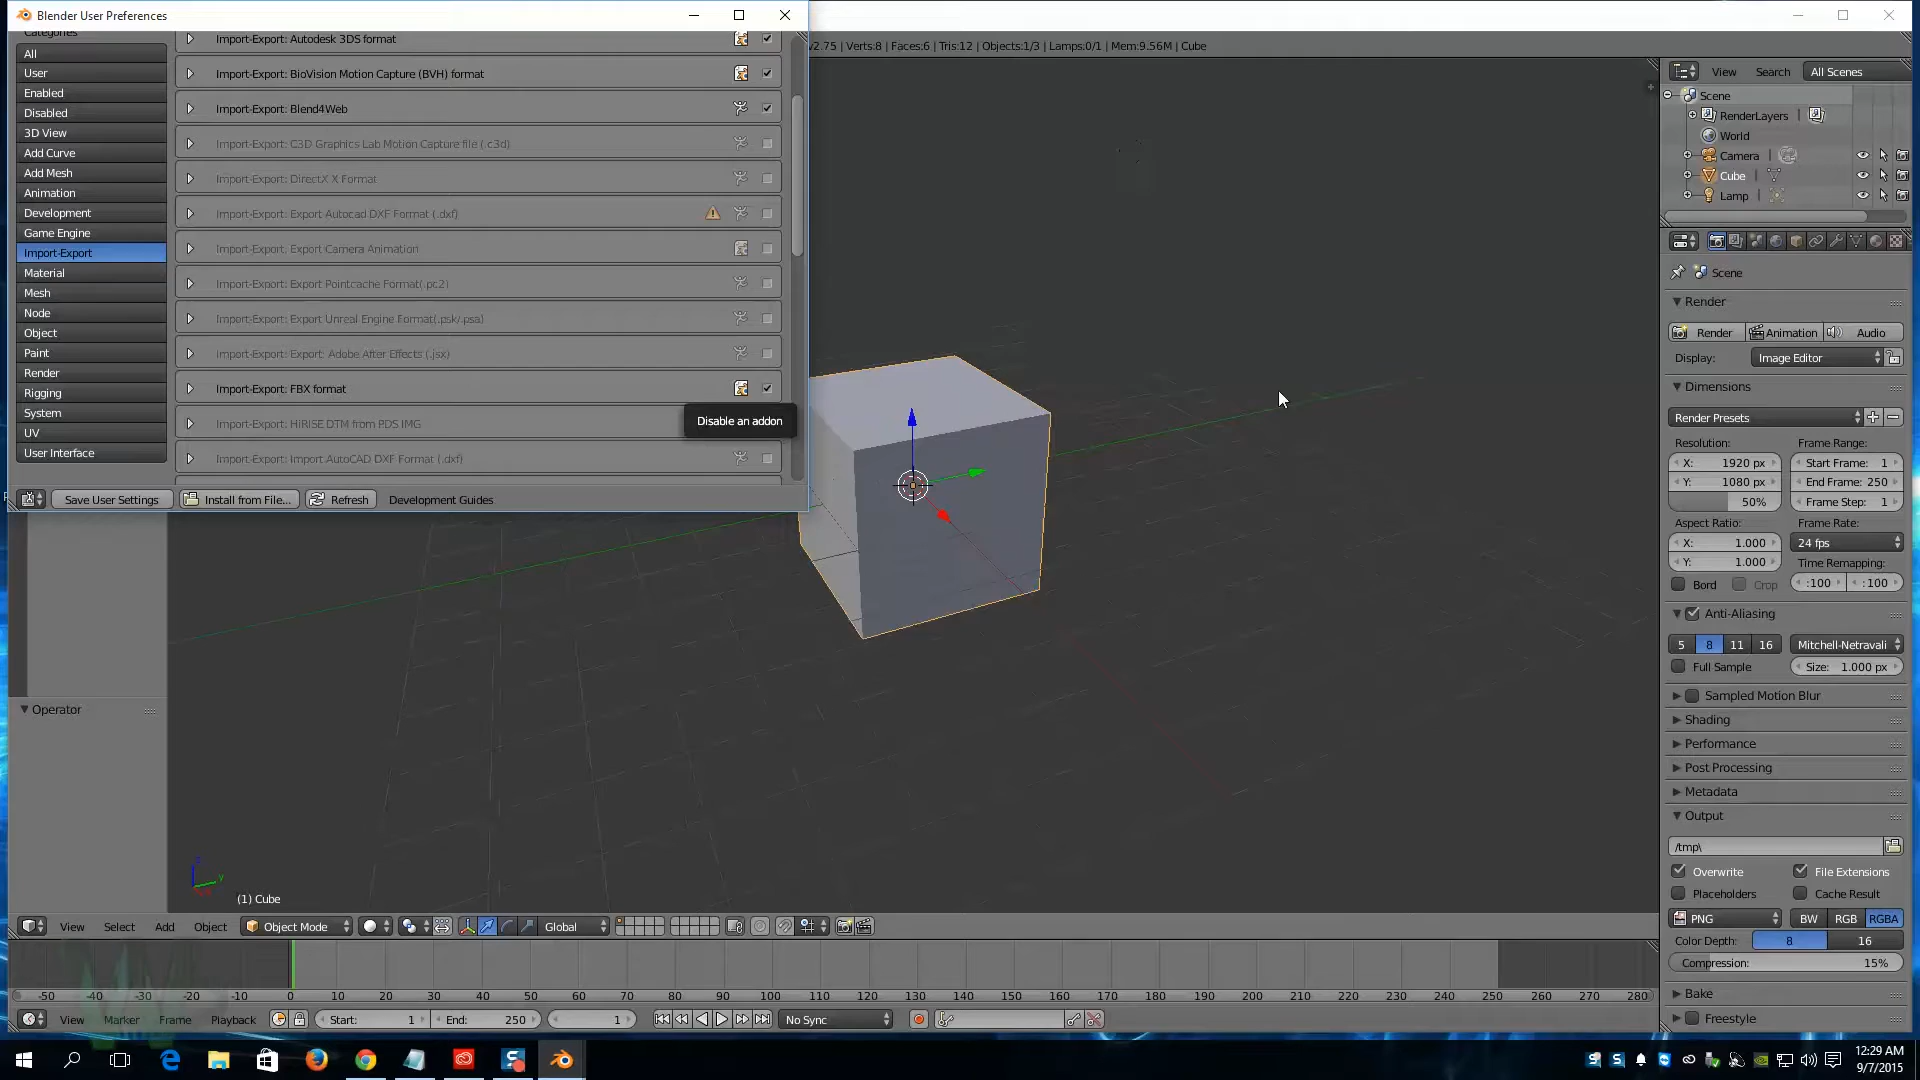 Blender User Preferences
Categories
All
User
Enabled
Disabled
3D View
Add Curve
Add Mesh
Animation
Development
Game Engine
Import-Export
Material
Mesh
Node
Object
Paint
Render
Rigging
System
UV
User Interface
Import-Export: Autodesk 3DS format
Import-Export: BioVision Motion Capture (BVH) format
Import-Export: Blend4Web
Import-Export: C3D Graphics Lab Motion Capture file (.c3d)
Import-Export: DirectX X Format
Import-Export: Export Autocad DXF Format (.dxf)
Import-Export: Export Camera Animation
Import-Export: Export Pointcache Format(.pc2)
Import-Export: Export Unreal Engine Format(.psk/.psa)
Import-Export: Export: Adobe After Effects (.jsx)
Import-Export: FBX format
Import-Export: HiRISE DTM from PDS IMG
Import-Export: Import AutoCAD DXF Format (.dxf)
Disable an addon
Save User Settings
Install from File...
Refresh
Development Guides
v2.75 | Verts:8 | Faces:6 | Tris:12 | Objects:1/3 | Lamps:0/1 | Mem:9.56M | Cube
View Search All Scenes
Scene
RenderLayers |
World
Camera |
Cube |
Lamp |
Scene
Render
Render Animation Audio
Display: Image Editor
Dimensions
Render Presets
Resolution: Frame Range:
X: 1920 px Start Frame: 1
Y: 1080 px End Frame: 250
50% Frame Step: 1
Aspect Ratio: Frame Rate:
X: 1.000 24 fps
Y: 1.000 Time Remapping:
Bord Crop :100 :100
Anti-Aliasing
5 8 11 16 Mitchell-Netravali
Full Sample Size: 1.000 px
Sampled Motion Blur
Shading
Performance
Post Processing
Metadata
Output
/tmp\
Overwrite File Extensions
Placeholders Cache Result
PNG BW RGB RGBA
Color Depth: 8 16
Compression: 15%
Bake
Freestyle
Operator
z
y
(1) Cube
View Select Add Object Object Mode Global
-50 -40 -30 -20 -10 0 10 20 30 40 50 60 70 80 90 100 110 120 130 140 150 160 170 180 190 200 210 220 230 240 250 260 270 280
View Marker Frame Playback Start: 1 End: 250 1 No Sync
12:29 AM
9/7/2015